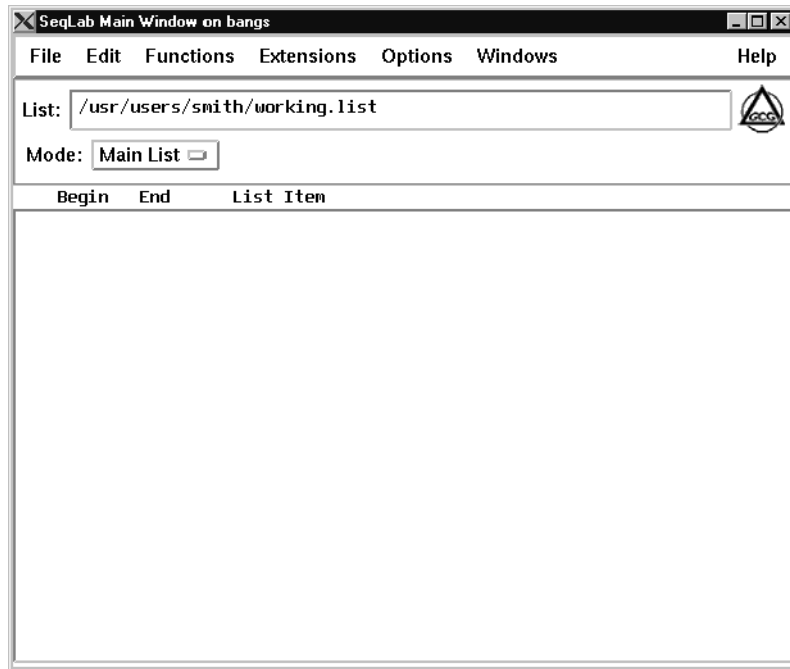 SeqLab Main Window on bangs
File Edit Functions Extensions Options Windows Help
List: /usr/users/smith/working.list
GCG
Mode: Main List
Begin End List Item